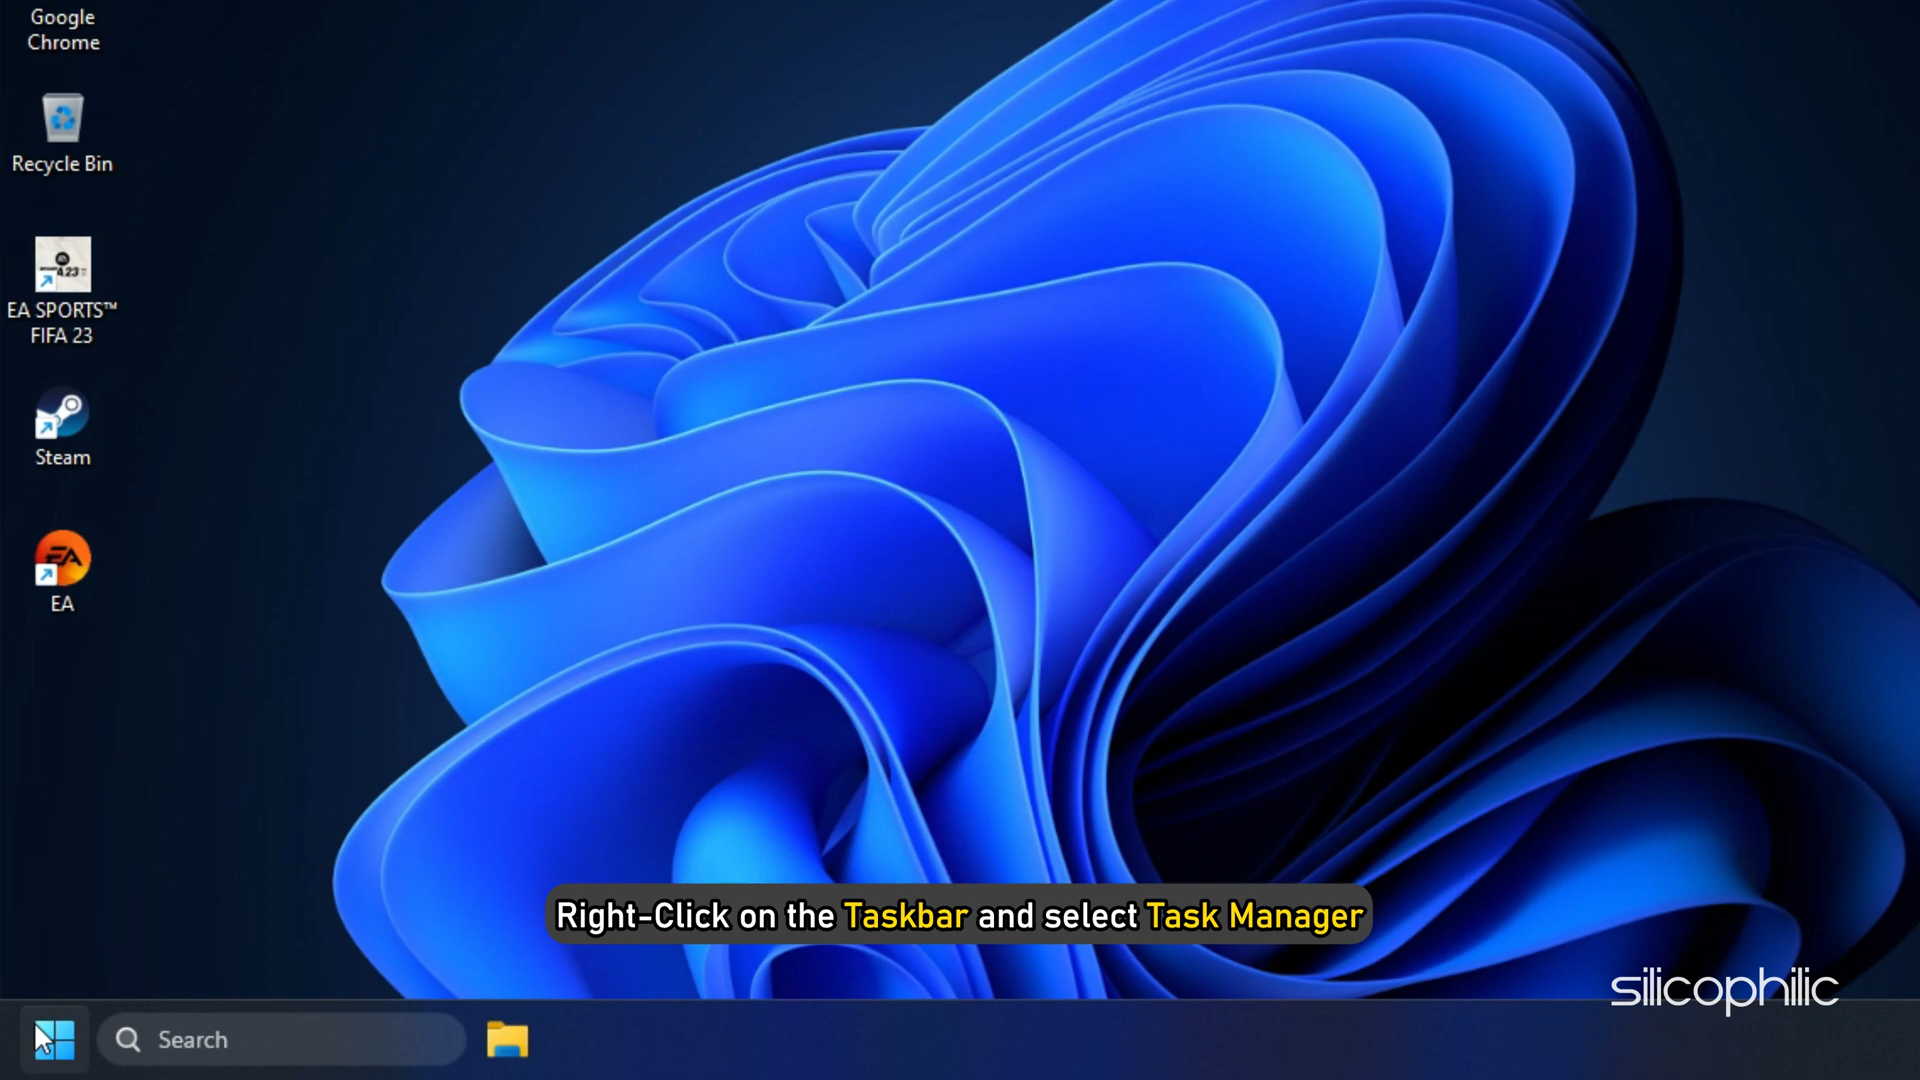 Google
Chrome
Recycle Bin
EA SPORTS™
FIFA 23
Steam
EA
EA
Right-Click on the Taskbar and select Task Manager
silicophilic
Search